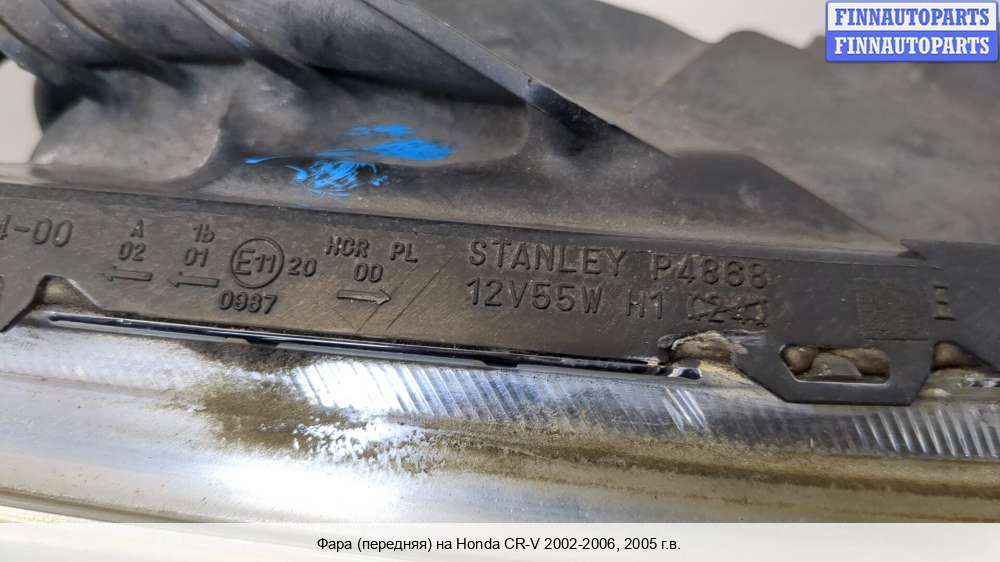 FINNAUTOPARTS
FINNAUTOPARTS
4-00
A
02
1b
01
E11
20
0987
HCR PL
00
STANLEY P4868
12V55W H1
E
Фара (передняя) на Honda CR-V 2002-2006, 2005 г.в.